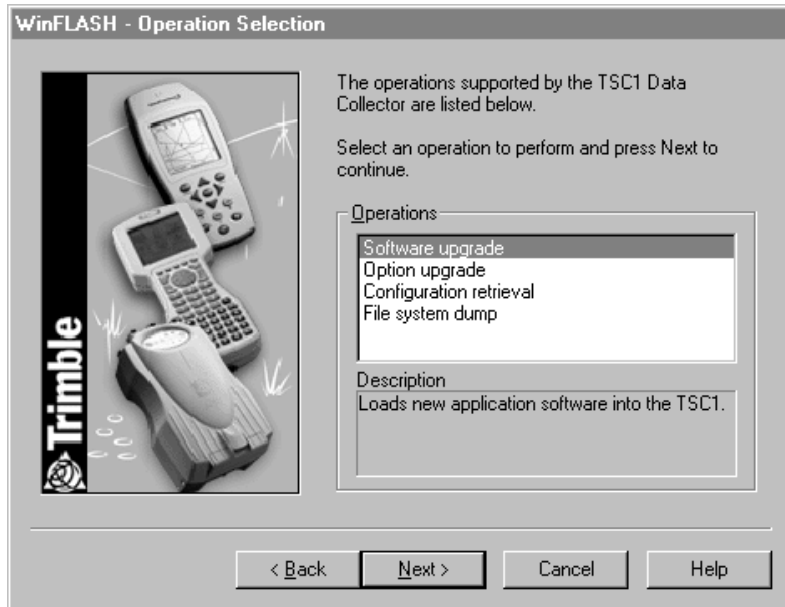 WinFLASH - Operation Selection
The operations supported by the TSC1 Data
Collector are listed below.
Select an operation to perform and press Next to
continue.
Operations
Software upgrade
Option upgrade
Configuration retrieval
File system dump
Description
Loads new application software into the TSC1.
Trimble
< Back
Next >
Cancel
Help